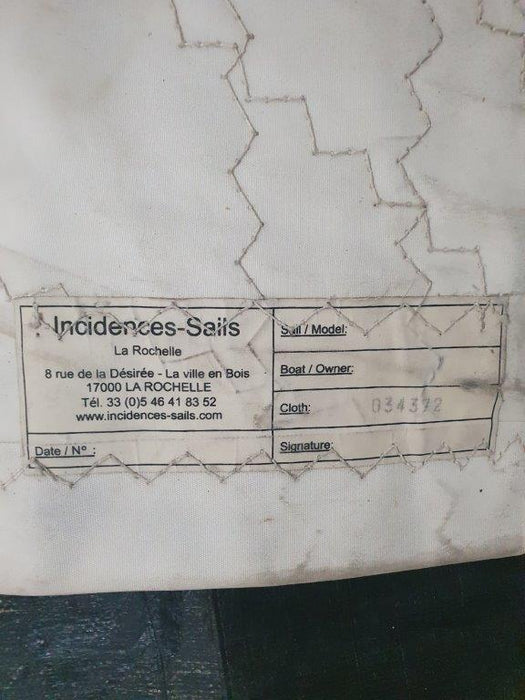 Incidences-Sails
La Rochelle
8 rue de la Désirée - La ville en Bois
17000 LA ROCHELLE
Tél. 33 (0)5 46 41 83 52
www.incidences-sails.com
Date / N° :
Sail / Model:
Boat / Owner:
Cloth: 034372
Signature: